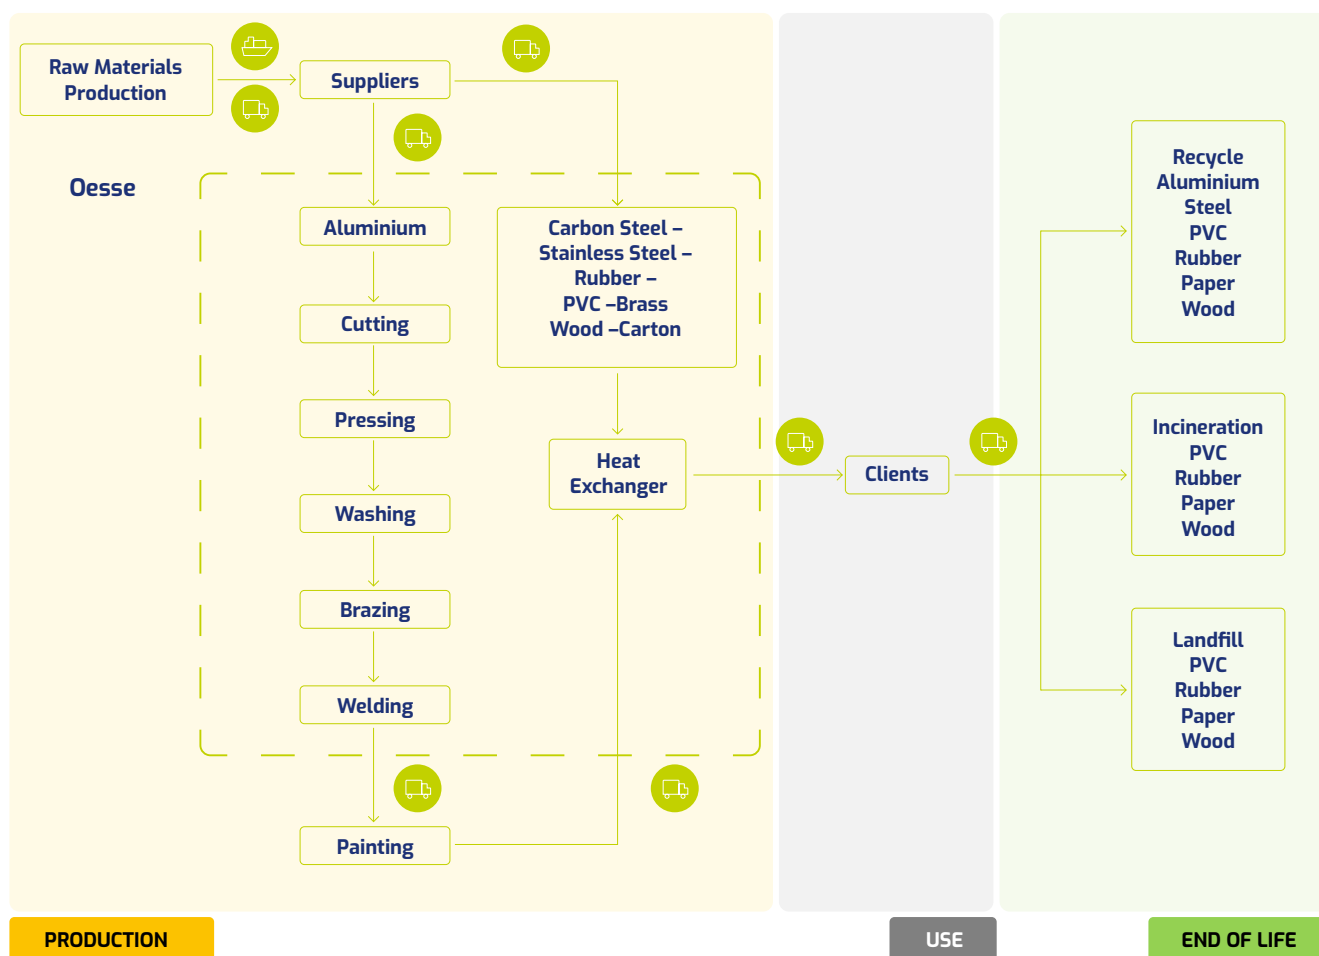 Raw Materials
Production
Suppliers
Oesse
Aluminium
Cutting
Pressing
Washing
Brazing
Welding
Painting
Carbon Steel –
Stainless Steel –
Rubber –
PVC –Brass
Wood –Carton
Heat
Exchanger
Clients
Recycle
Aluminium
Steel
PVC
Rubber
Paper
Wood
Incineration
PVC
Rubber
Paper
Wood
Landfill
PVC
Rubber
Paper
Wood
PRODUCTION
USE
END OF LIFE